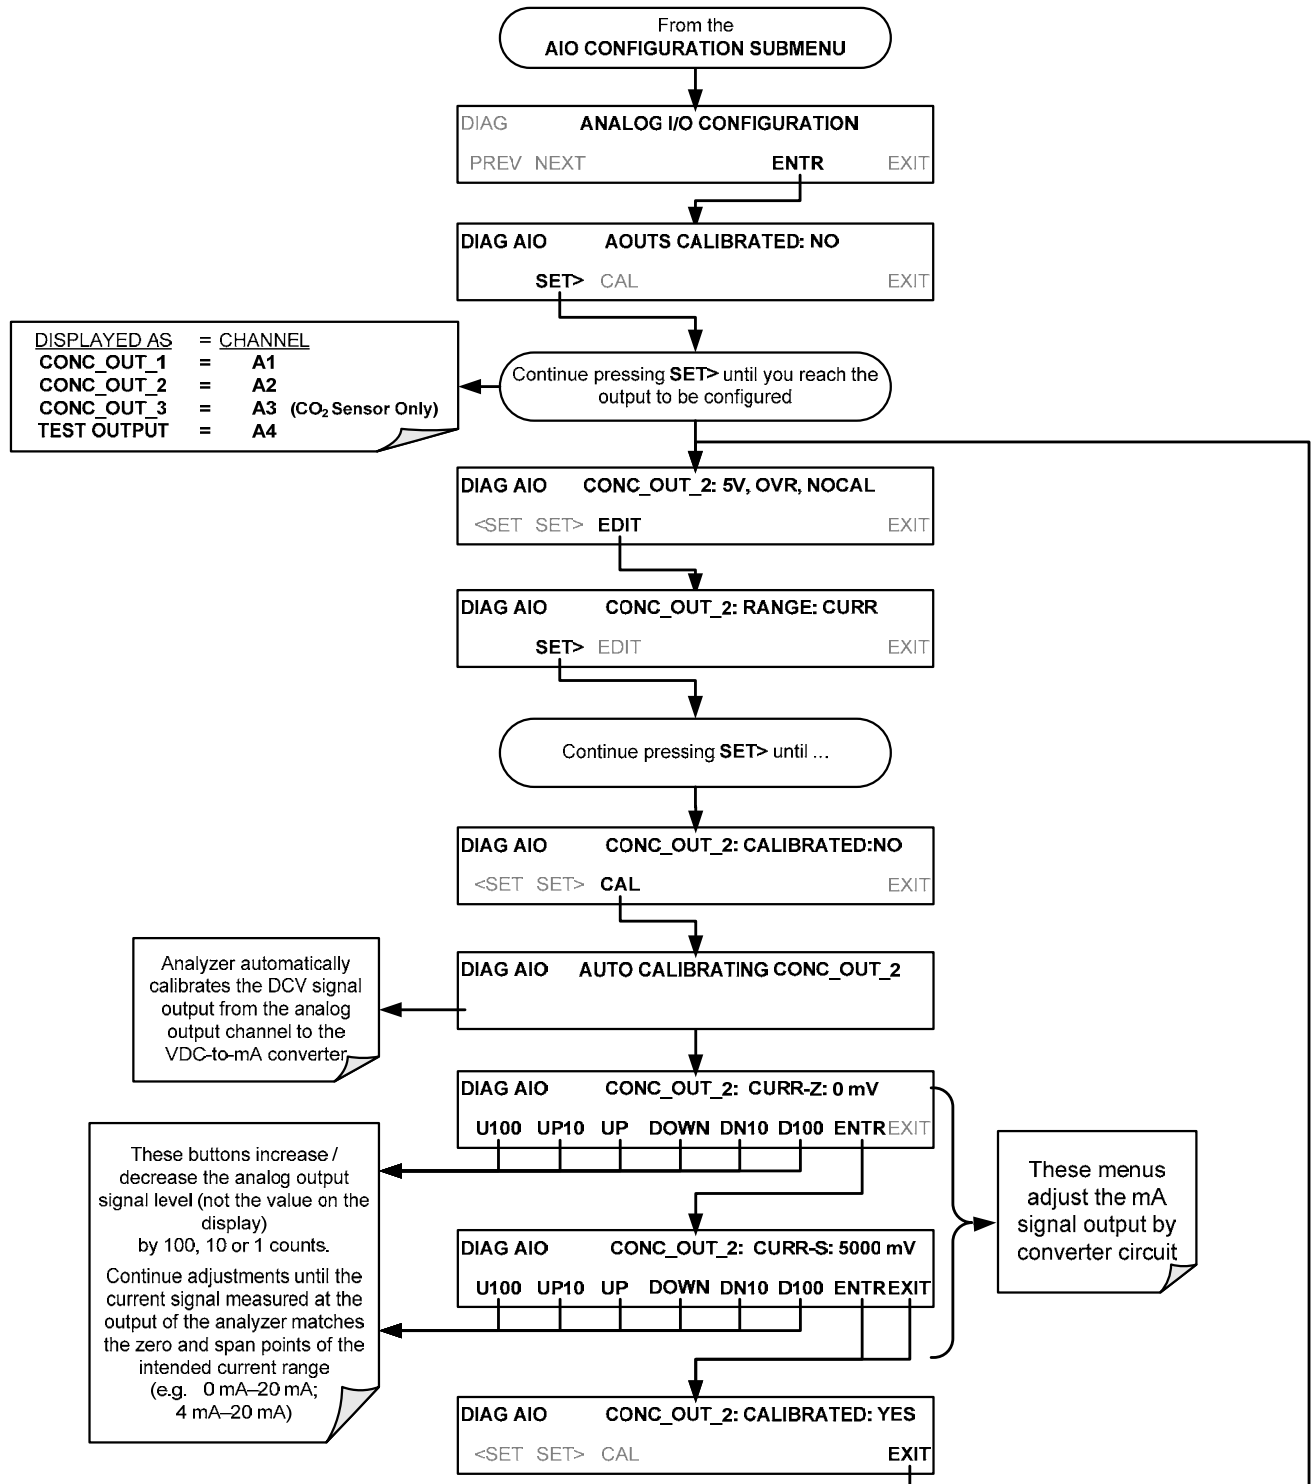 From the
AIO CONFIGURATION SUBMENU
DIAG ANALOG I/O CONFIGURATION
PREV NEXT ENTR EXIT
DIAG AIO AOUTS CALIBRATED: NO
SET> CAL EXIT
DISPLAYED AS = CHANNEL
CONC_OUT_1 = A1
CONC_OUT_2 = A2
CONC_OUT_3 = A3 (CO2 Sensor Only)
TEST OUTPUT = A4
Continue pressing SET> until you reach the
output to be configured
DIAG AIO CONC_OUT_2: 5V, OVR, NOCAL
<SET SET> EDIT EXIT
DIAG AIO CONC_OUT_2: RANGE: CURR
SET> EDIT EXIT
Continue pressing SET> until ...
DIAG AIO CONC_OUT_2: CALIBRATED:NO
<SET SET> CAL EXIT
Analyzer automatically
calibrates the DCV signal
output from the analog
output channel to the
VDC-to-mA converter
DIAG AIO AUTO CALIBRATING CONC_OUT_2
DIAG AIO CONC_OUT_2: CURR-Z: 0 mV
U100 UP10 UP DOWN DN10 D100 ENTR EXIT
These buttons increase /
decrease the analog output
signal level (not the value on the
display)
by 100, 10 or 1 counts.
Continue adjustments until the
current signal measured at the
output of the analyzer matches
the zero and span points of the
intended current range
(e.g. 0 mA–20 mA;
4 mA–20 mA)
These menus
adjust the mA
signal output by
converter circuit
DIAG AIO CONC_OUT_2: CURR-S: 5000 mV
U100 UP10 UP DOWN DN10 D100 ENTR EXIT
DIAG AIO CONC_OUT_2: CALIBRATED: YES
<SET SET> CAL EXIT